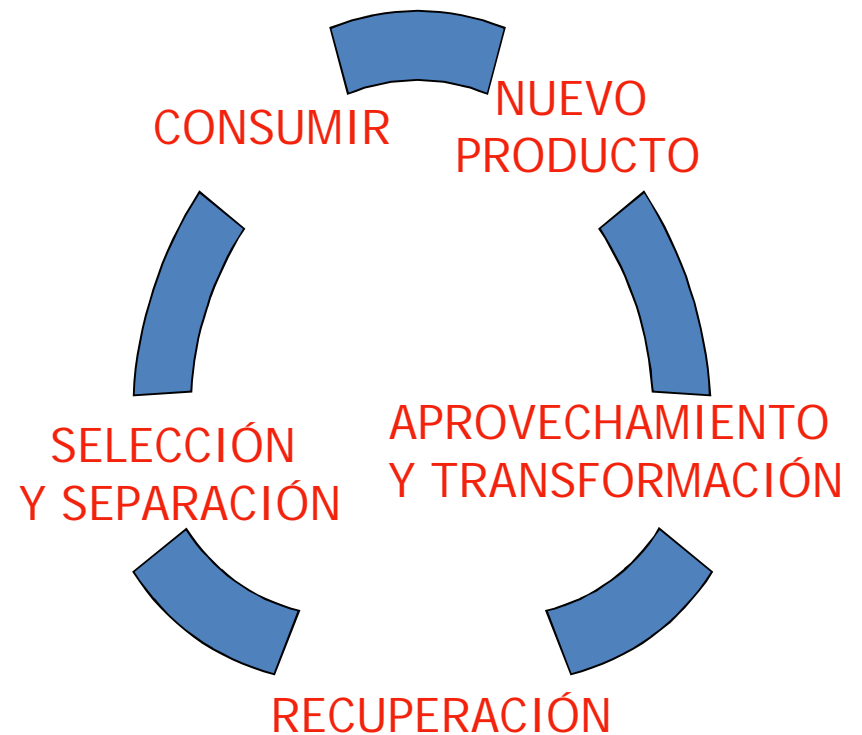 CONSUMIR
NUEVO
PRODUCTO
APROVECHAMIENTO
Y TRANSFORMACIÓN
SELECCIÓN
Y SEPARACIÓN
RECUPERACIÓN